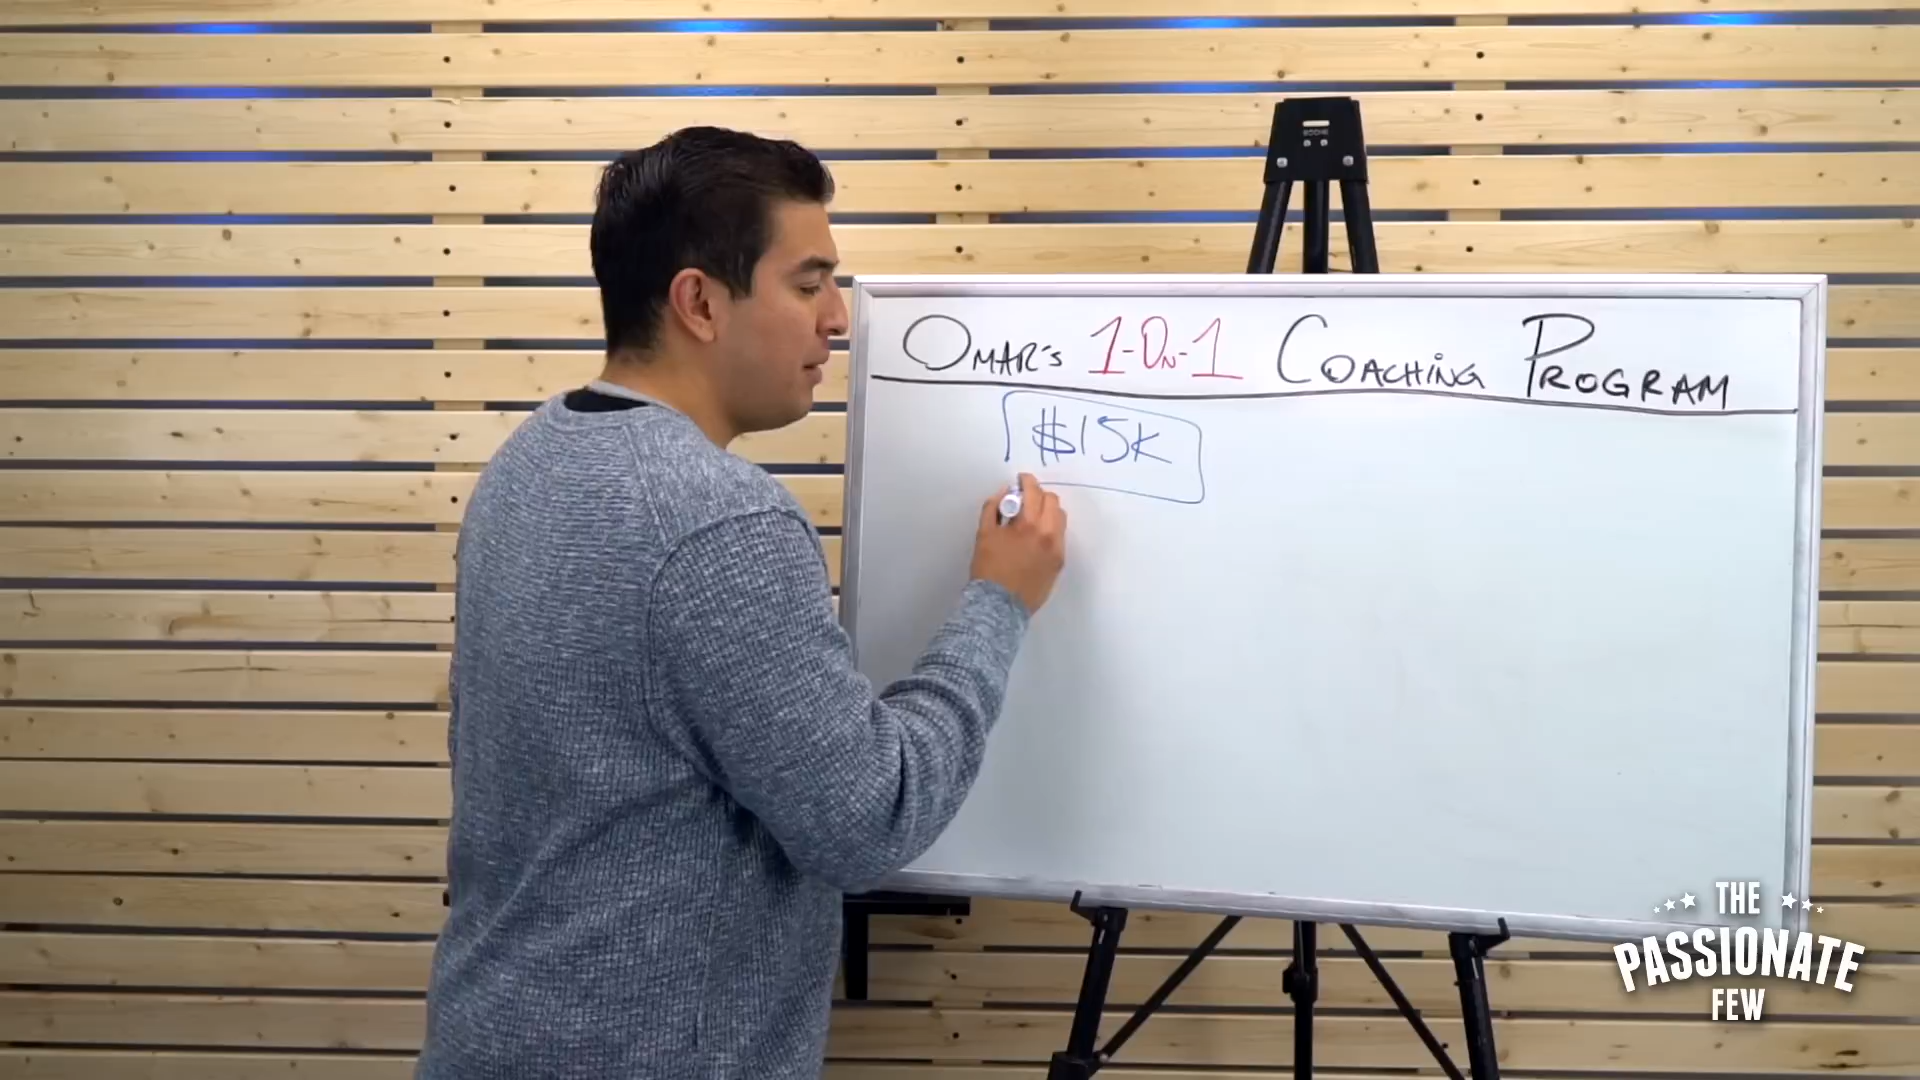 OMAR'S 1-ON-1 COACHING PROGRAM
$15K
THE
PASSIONATE
FEW